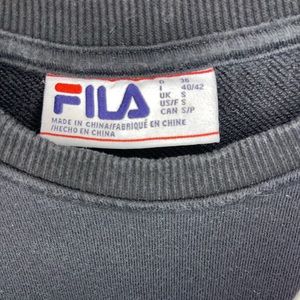 FILA
MADE IN CHINA/FABRIQUÉ EN CHINE
/HECHO EN CHINA
D 36
I 40/42
UK S
US/F S
CAN S/P